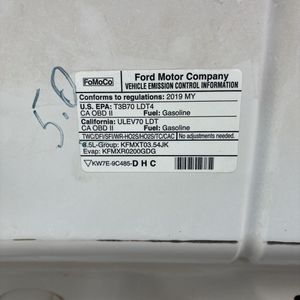 5.0
FoMoCo
Ford Motor Company
VEHICLE EMISSION CONTROL INFORMATION
Conforms to regulations: 2019 MY
U.S. EPA: T3B70 LDT4
CA OBD II Fuel: Gasoline
California: ULEV70 LDT
CA OBD II Fuel: Gasoline
TWC/DFI/SFI/WR-HO2S/HO2S/TC/CAC No adjustments needed.
3.5L-Group: KFMXT03.54JK
Evap: KFMXR0200GDG
KW7E-9C485-DHC